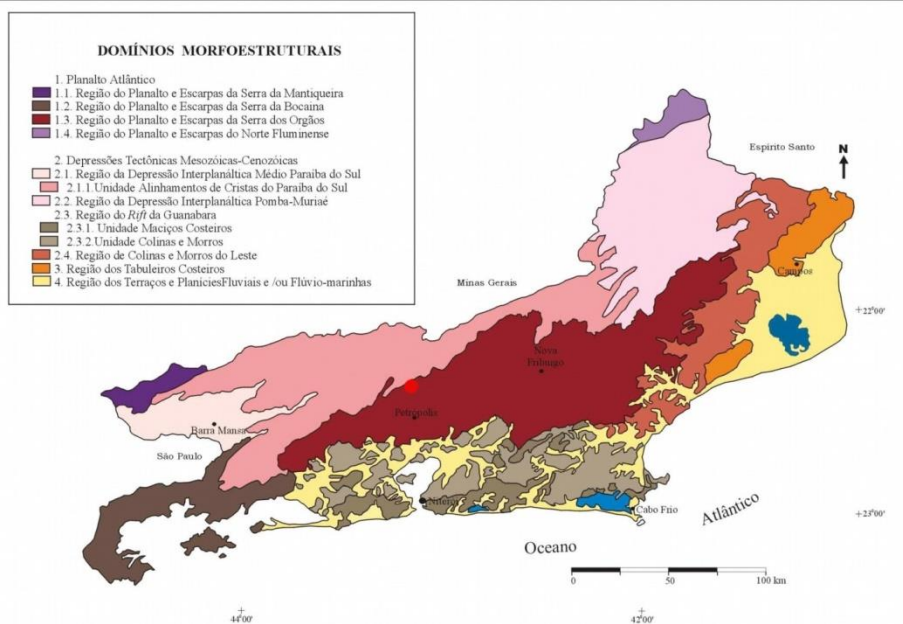 DOMÍNIOS MORFOESTRUTURAIS
1. Planalto Atlântico
1.1. Região do Planalto e Escarpas da Serra da Mantiqueira
1.2. Região do Planalto e Escarpas da Serra da Bocaina
1.3. Região do Planalto e Escarpas da Serra dos Orgãos
1.4. Região do Planalto e Escarpas do Norte Fluminense
2. Depressões Tectônicas Mesozóicas-Cenozóicas
2.1. Região da Depressão Interplanáltica Médio Paraiba do Sul
2.1.1.Unidade Alinhamentos de Cristas do Paraiba do Sul
2.2. Região da Depressão Interplanáltica Pomba-Muriaé
2.3. Região do Rift da Guanabara
2.3.1. Unidade Maciços Costeiros
2.3.2.Unidade Colinas e Morros
2.4. Região de Colinas e Morros do Leste
3. Região dos Tabuleiros Costeiros
4. Região dos Terraços e PlaniciesFluviais e /ou Flúvio-marinhas
Espirito Santo
N
Campos
Minas Gerais
22°00'
Nova
Friburgo
Petrópolis
Barra Mansa
São Paulo
Niterói
Cabo Frio
Atlântico
23°00'
Oceano
0 50 100 km
44°00'
42°00'